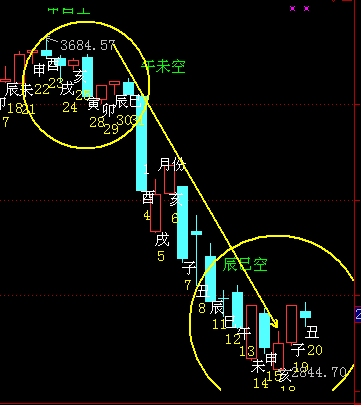 3684.57
午未空
申
酉
亥
辰
未
22
23
戌
18
21
24
寅
卯
辰
巳
7
28
29
30
1
月份
酉
亥
4
6
戌
5
辰巳空
子
7
丑
8
辰
11
巳
12
午
13
未
14
申
15
亥
18
2844.70
子
19
丑
20